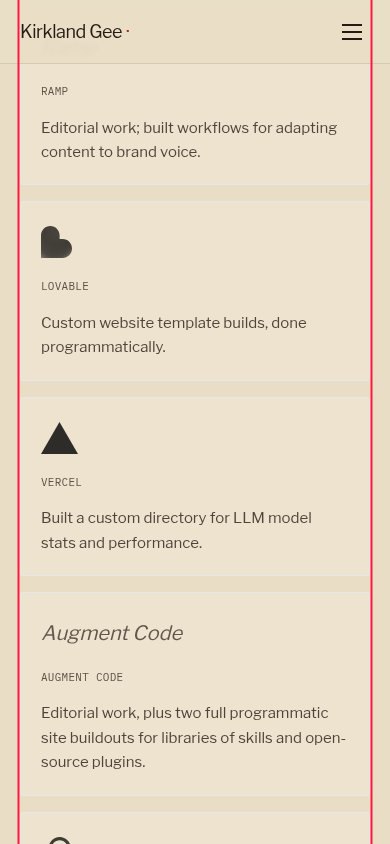 Kirkland Gee
RAMP
Editorial work; built workflows for adapting
content to brand voice.
LOVABLE
Custom website template builds, done
programmatically.
VERCEL
Built a custom directory for LLM model
stats and performance.
Augment Code
AUGMENT CODE
Editorial work, plus two full programmatic
site buildouts for libraries of skills and open-
source plugins.